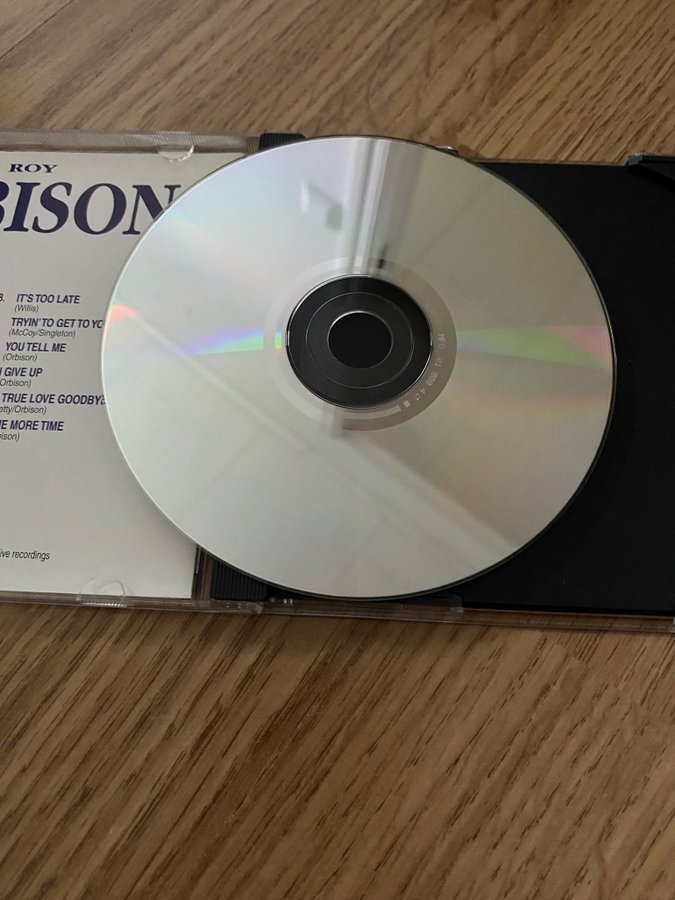 ROY
BISON
8. IT'S TOO LATE
(Willis)
TRYIN' TO GET TO YO
(McCoy/Singleton)
YOU TELL ME
(Orbison)
I GIVE UP
Orbison)
TRUE LOVE GOODBYE
etty/Orbison)
E MORE TIME
bison)
ive recordings